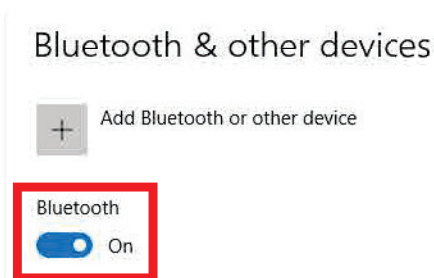 Bluetooth & other devices
Add Bluetooth or other device
Bluetooth
On